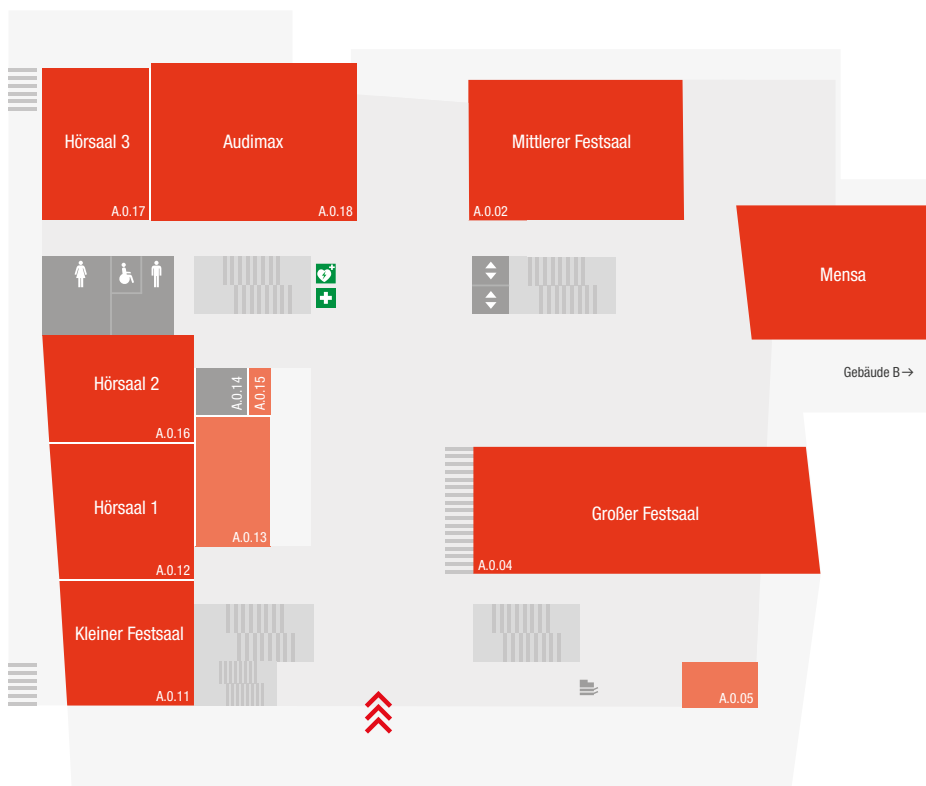 Hörsaal 3
A.0.17
Audimax
A.0.18
Mittlerer Festsaal
A.0.02
Mensa
Gebäude B→
Hörsaal 2
A.0.16
A.0.14
A.0.15
Hörsaal 1
A.0.12
A.0.13
Großer Festsaal
A.0.04
Kleiner Festsaal
A.0.11
A.0.05